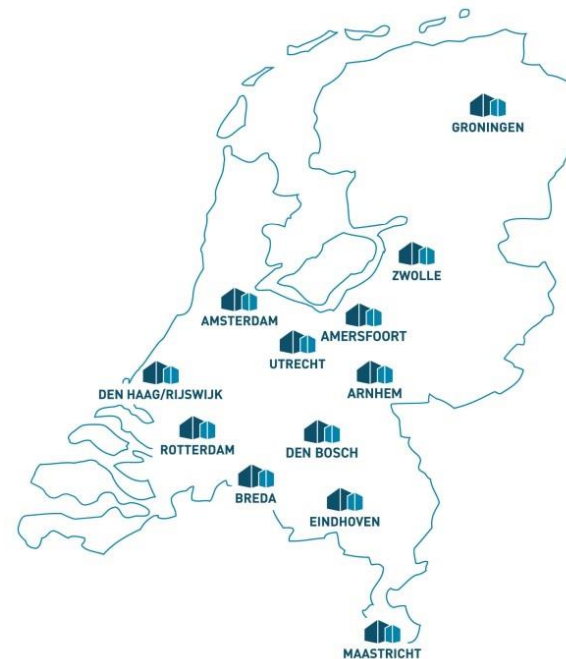 GRONINGEN
ZWOLLE
AMSTERDAM
AMERSFOORT
UTRECHT
DEN HAAG/RIJSWIJK
ARNHEM
ROTTERDAM
DEN BOSCH
BREDA
EINDHOVEN
MAASTRICHT